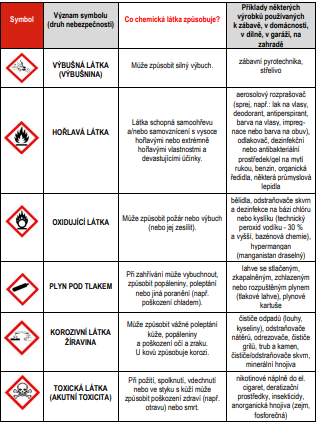 Symbol
Význam symbolu
(druh nebezpečnosti)
Co chemická látka způsobuje?
Příklady některých
výrobků používaných
k zábavě, v domácnosti,
v dílně, v garáži, na
zahradě
VÝBUŠNÁ LÁTKA
(VÝBUŠNINA)
Může způsobit silný výbuch.
zábavní pyrotechnika,
střelivo
HOŘLAVÁ LÁTKA
Látka schopná samoohřevu
a/nebo samovznícení s vysoce
hořlavými nebo extrémně
hořlavými vlastnostmi a
devastujícími účinky.
aerosolový rozprašovač
(sprej, např.: lak na vlasy,
deodorant, antiperspirant,
barva na vlasy, impreg-
nace nebo barva na obuv),
odlakovač, dezinfekční
nebo antibakteriální
prostředek/gel na mytí
rukou, benzin, organická
ředidla, některá průmyslová
lepidla
OXIDUJÍCÍ LÁTKA
Může způsobit požár nebo výbuch
(nebo jej zesílit).
bělidla, odstraňovače skvrn
a dezinfekce na bázi chlóru
nebo kyslíku (technický
peroxid vodíku - 30 %
a vyšší, bazénová chemie),
hypermangan
(manganistan draselný)
PLYN POD TLAKEM
Při zahřívání může vybuchnout,
způsobit popáleniny, poleptání
nebo jiná poranění (např.
poškození chladem).
lahve se stlačeným,
zkapalněným, zchlazeným
nebo rozpuštěným plynem
(tlakové lahve), plynové
kartuše
KOROZIVNÍ LÁTKA
ŽÍRAVINA
Může způsobit vážné poleptání
kůže, popáleniny
a poškození očí a zraku.
U kovů způsobuje korozi.
čističe odpadů (louhy,
kyseliny), odstraňovače
nátěrů, odrezovače, čističe
grilů, trub a kamen,
čističe/odstraňovače skvrn,
minerální hnojiva
TOXICKÁ LÁTKA
(AKUTNÍ TOXICITA)
Při požití, spolknutí, vdechnutí
nebo ve styku s kůží může
způsobit poškození zdraví (např.
otravu) nebo smrt.
nikotinové náplně do el.
cigaret, deratizační
prostředky, insekticidy,
anorganická hnojiva (zejm.
fosforečná)